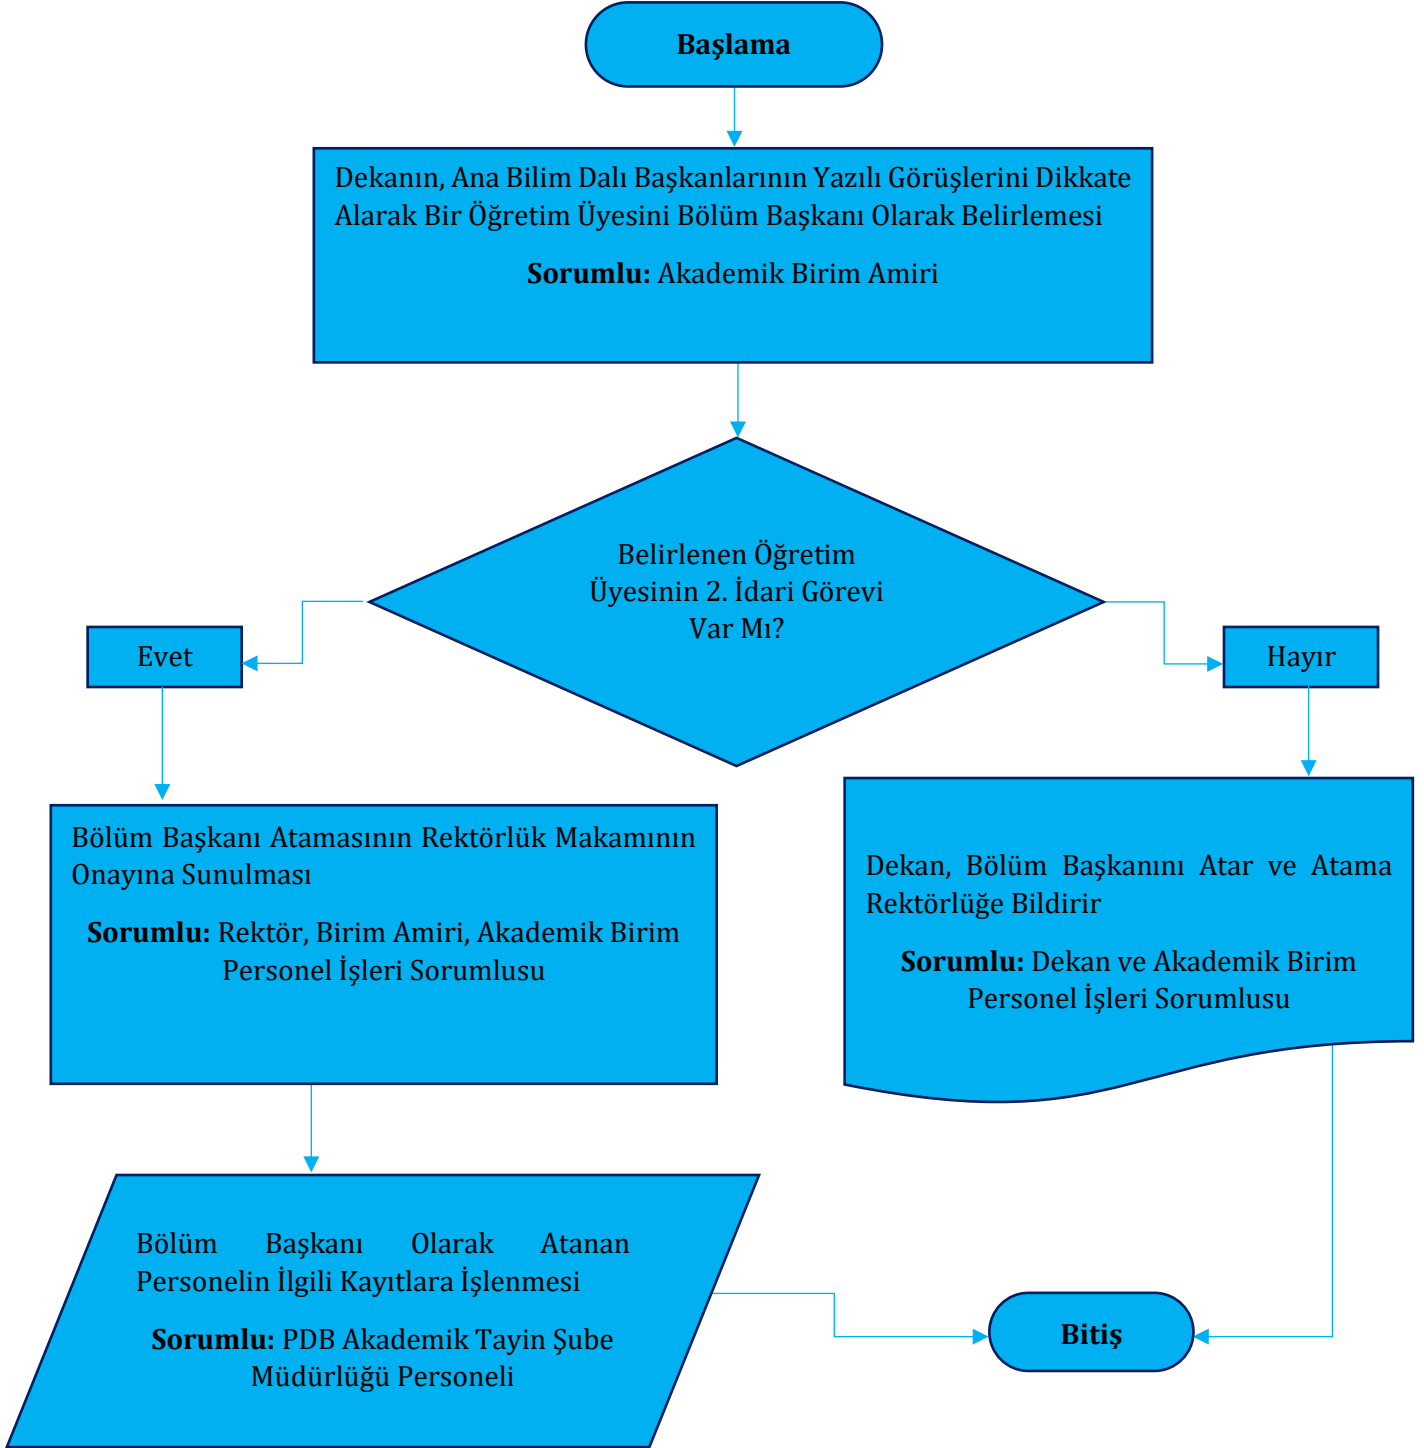 Başlama
Dekanın, Ana Bilim Dalı Başkanlarının Yazılı Görüşlerini Dikkate
Alarak Bir Öğretim Üyesini Bölüm Başkanı Olarak Belirlemesi
Sorumlu: Akademik Birim Amiri
Belirlenen Öğretim
Üyesinin 2. İdari Görevi
Var Mı?
Evet
Hayır
Bölüm Başkanı Atamasının Rektörlük Makamının
Onayına Sunulması
Sorumlu: Rektör, Birim Amiri, Akademik Birim
Personel İşleri Sorumlusu
Dekan, Bölüm Başkanını Atar ve Atama
Rektörlüğe Bildirir
Sorumlu: Dekan ve Akademik Birim
Personel İşleri Sorumlusu
Bölüm Başkanı Olarak Atanan
Personelin İlgili Kayıtlara İşlenmesi
Sorumlu: PDB Akademik Tayin Şube
Müdürlüğü Personeli
Bitiş